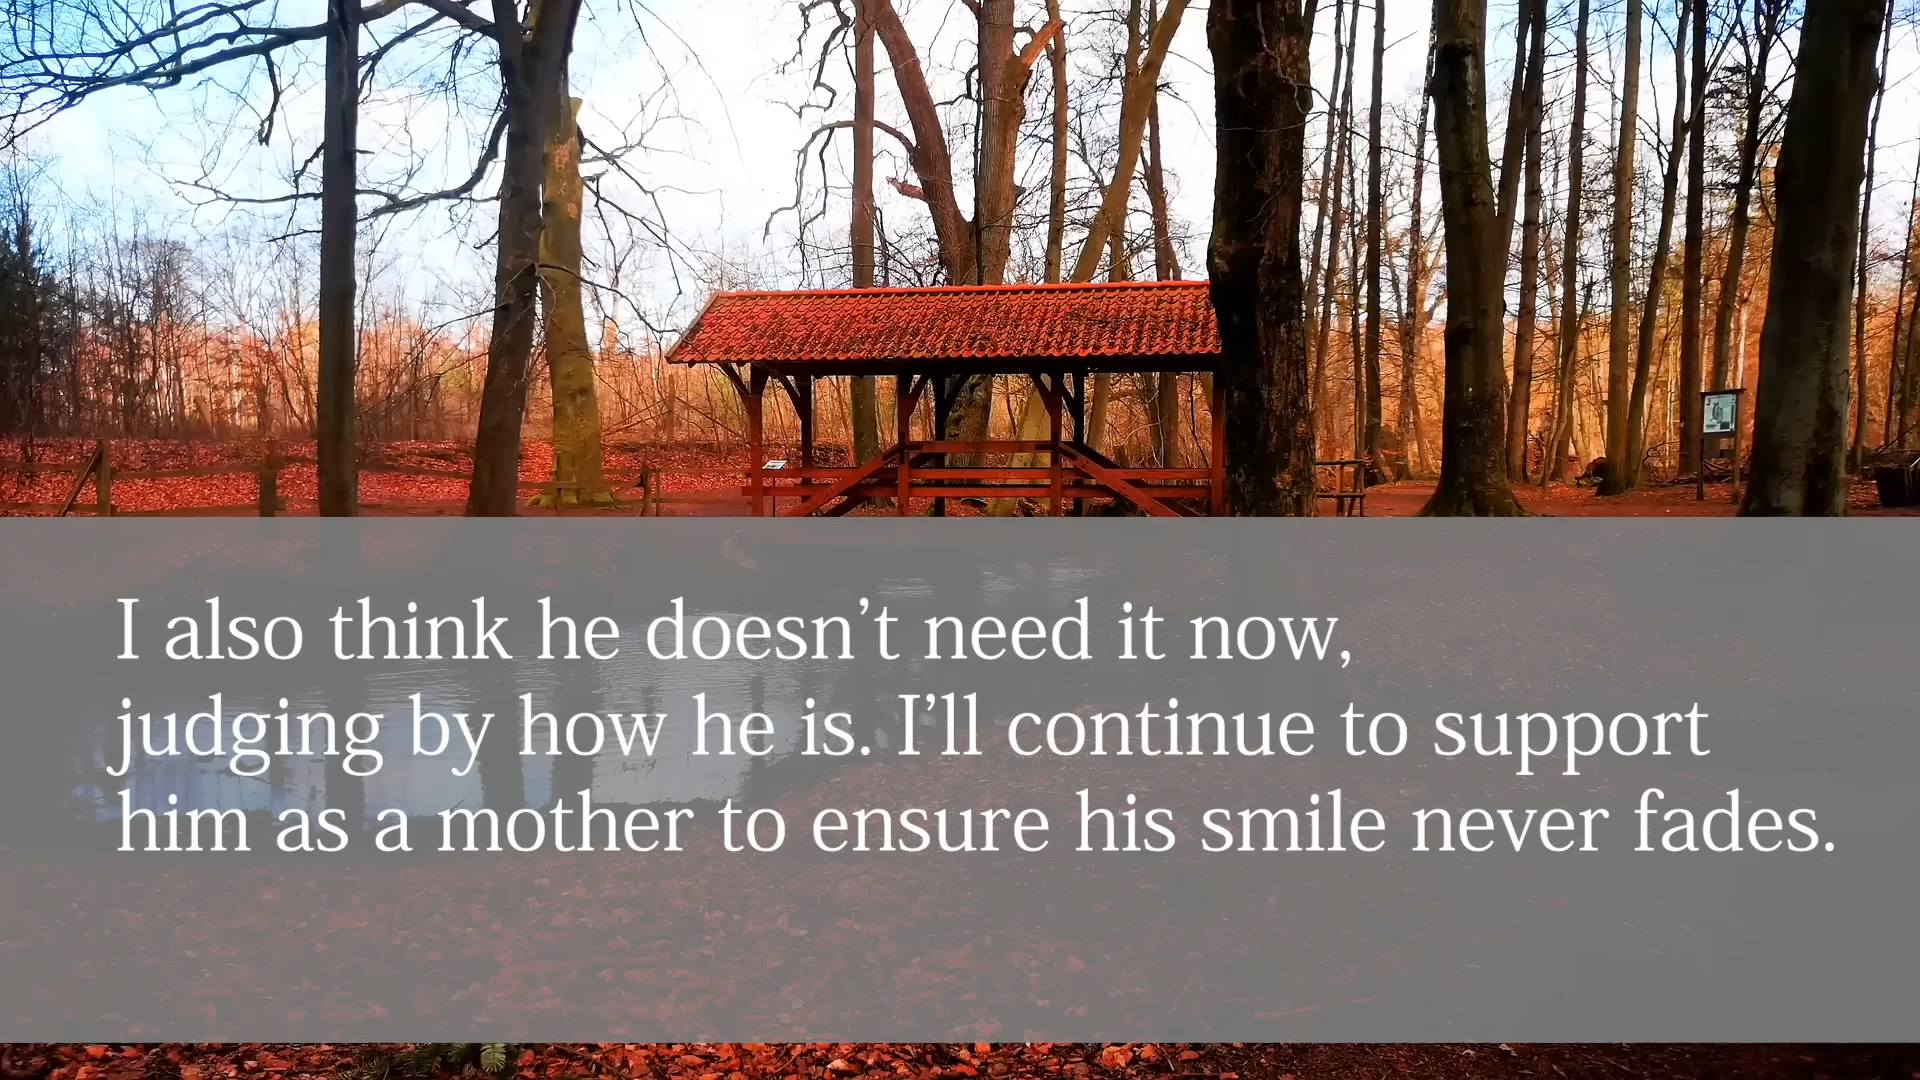 I also think he doesn’t need it now,
judging by how he is. I’ll continue to support
him as a mother to ensure his smile never fades.